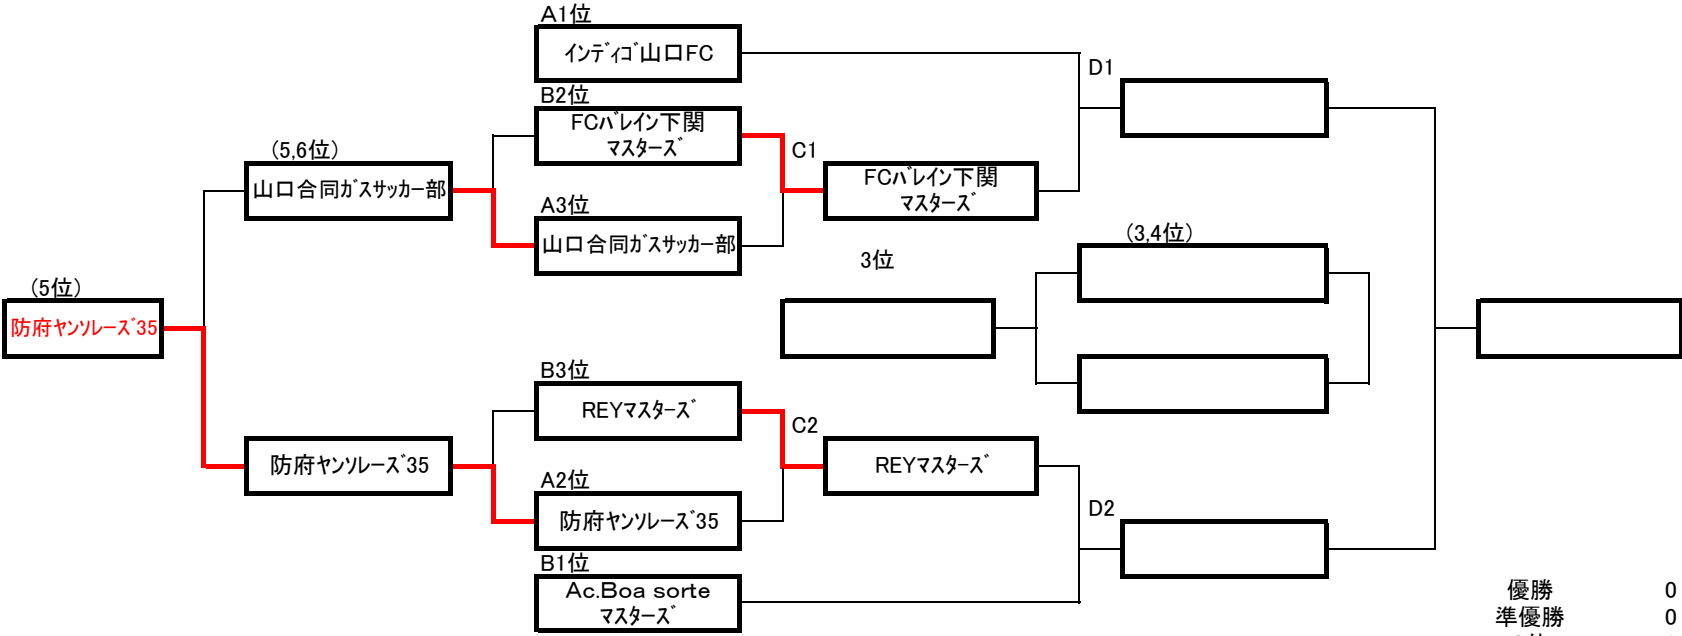 A1位
インディゴ山口FC
D1
B2位
FCバレイン下関
マスターズ
C1
(5,6位)
山口合同ガスサッカー部
FCバレイン下関
マスターズ
A3位
山口合同ガスサッカー部
(3,4位)
3位
(5位)
防府ヤンソレーズ35
B3位
REYマスターズ
C2
防府ヤンソレーズ35
REYマスターズ
A2位
防府ヤンソレーズ35
D2
B1位
Ac.Boa sorte
マスターズ
優勝 0
準優勝 0